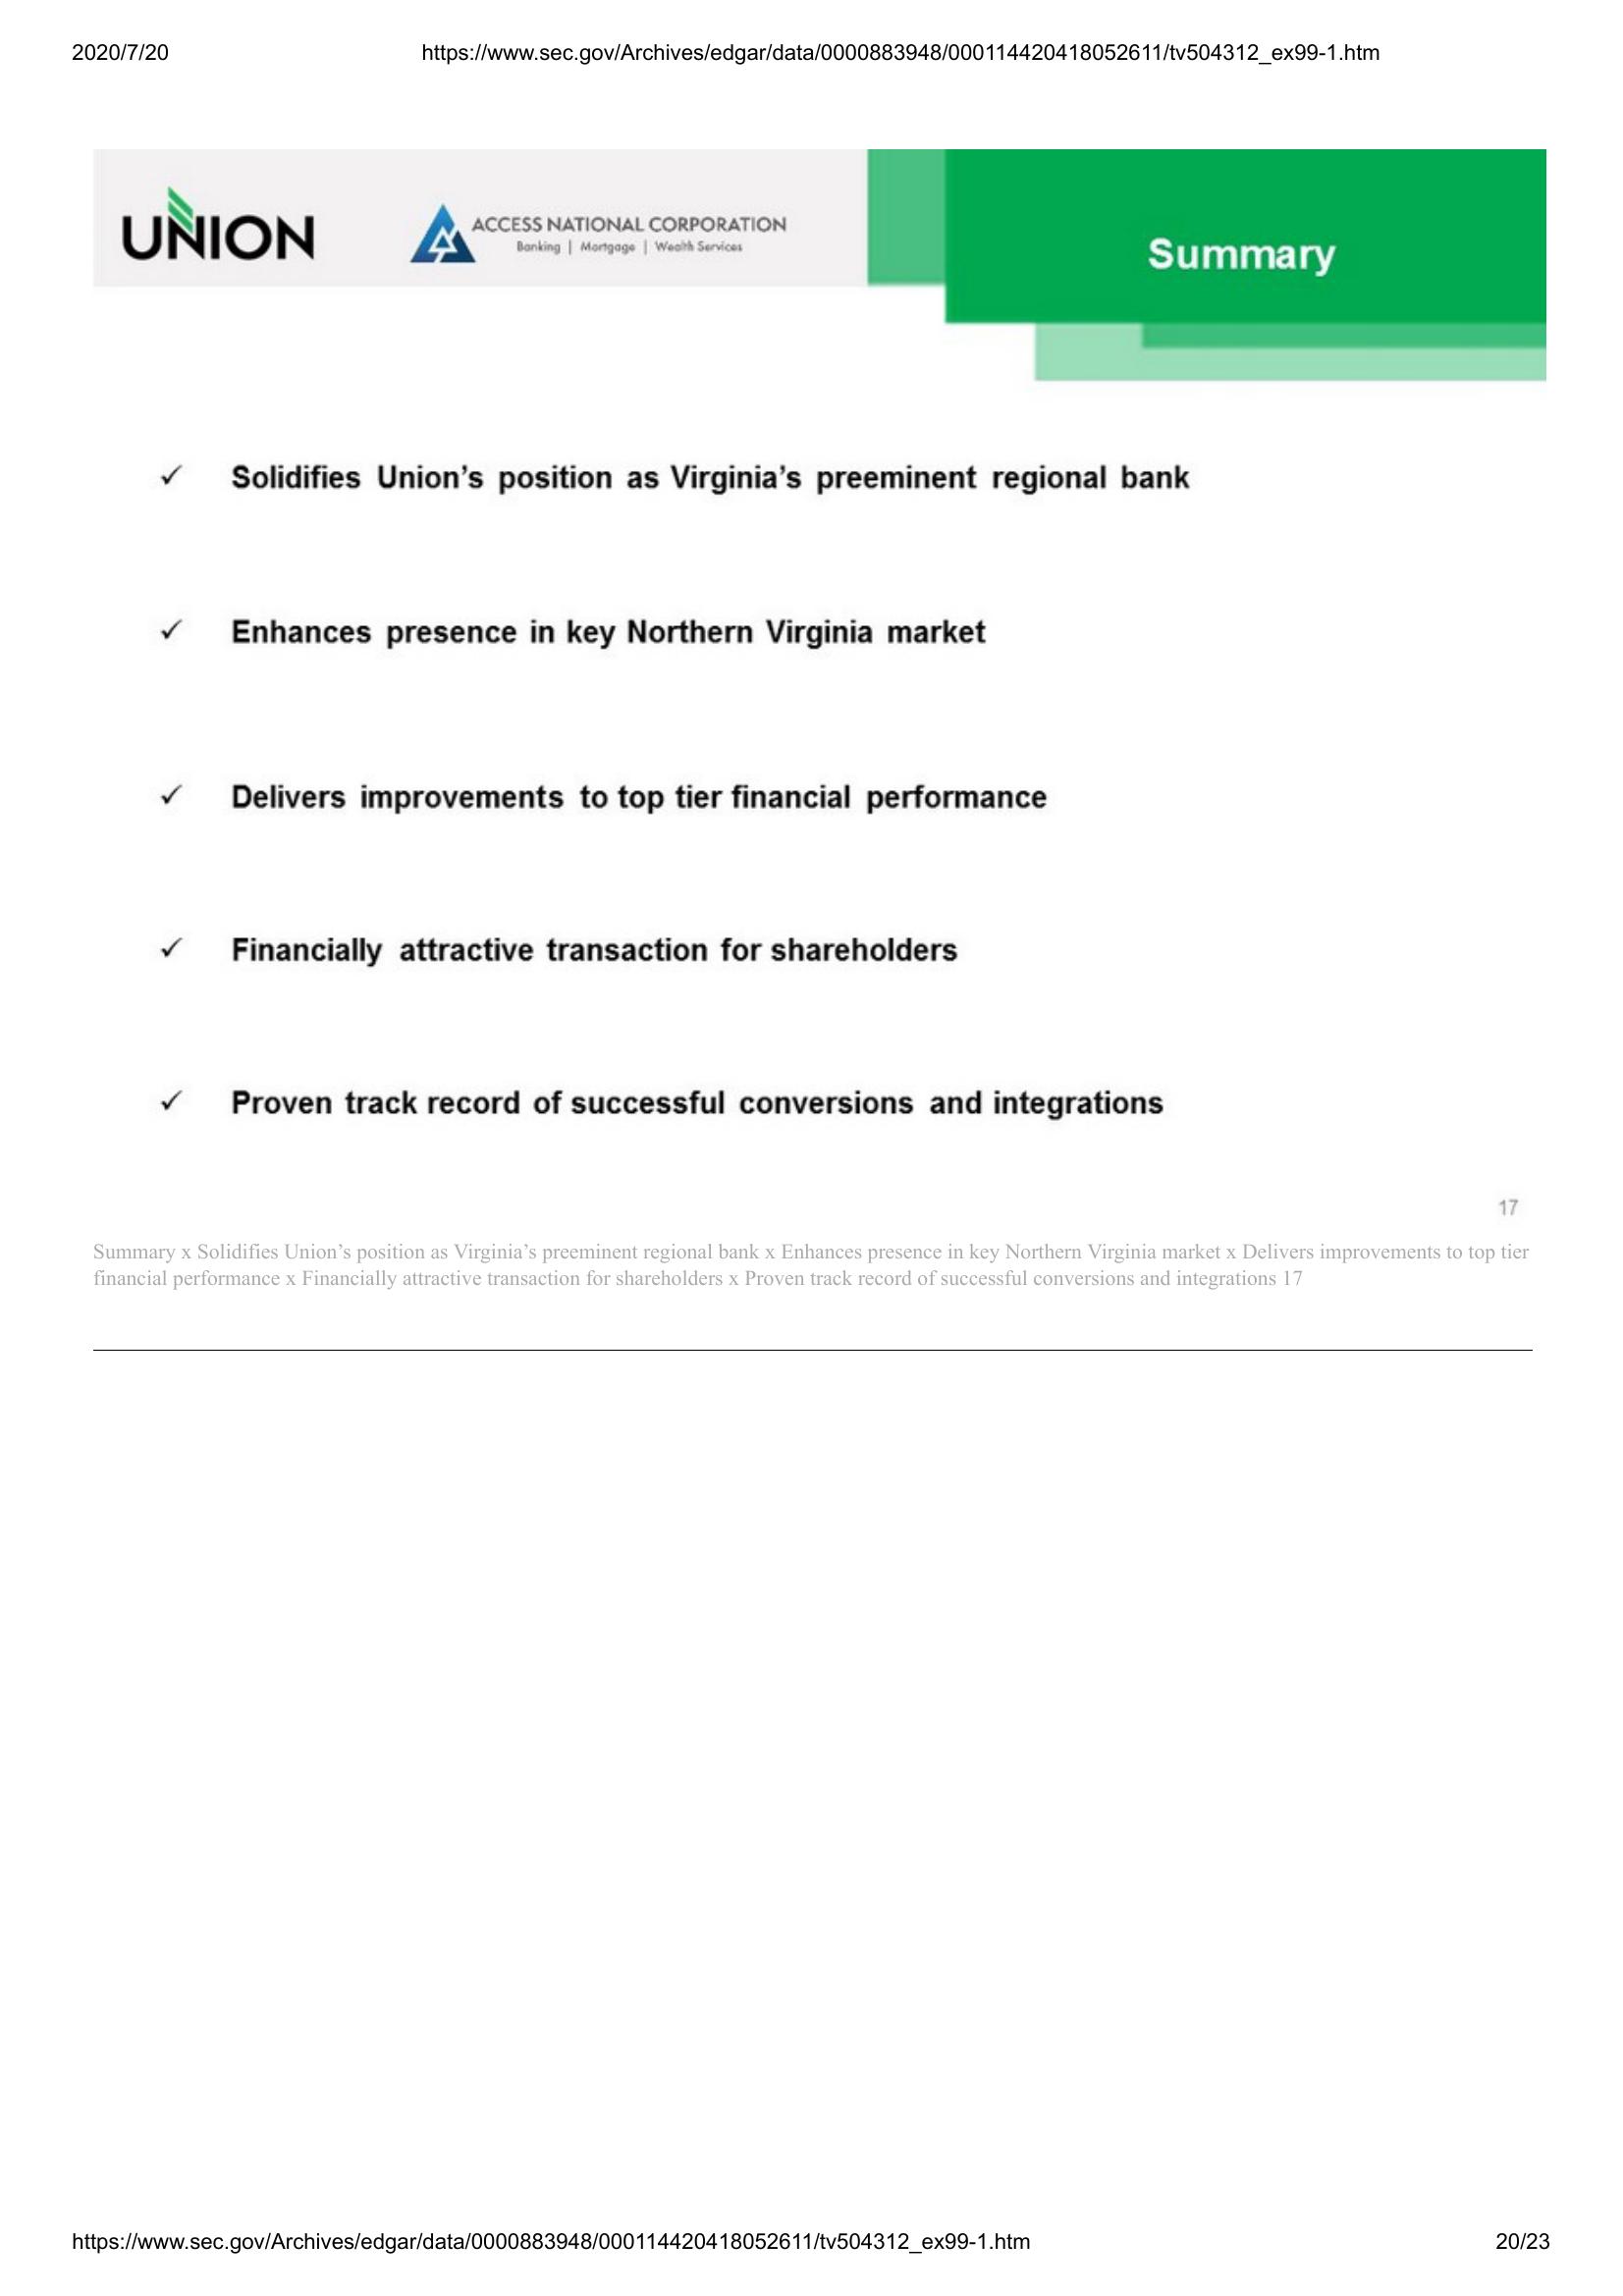 2020/7/20 https://www.sec.gov/Archives/edgar/data/0000883948/000114420418052611/tv504312_ex99-1.htm
UNION
ACCESS NATIONAL CORPORATION
Banking | Mortgage | Wealth Services
Summary
✓ Solidifies Union’s position as Virginia’s preeminent regional bank
✓ Enhances presence in key Northern Virginia market
✓ Delivers improvements to top tier financial performance
✓ Financially attractive transaction for shareholders
✓ Proven track record of successful conversions and integrations
17
Summary x Solidifies Union’s position as Virginia’s preeminent regional bank x Enhances presence in key Northern Virginia market x Delivers improvements to top tier
financial performance x Financially attractive transaction for shareholders x Proven track record of successful conversions and integrations 17
https://www.sec.gov/Archives/edgar/data/0000883948/000114420418052611/tv504312_ex99-1.htm 20/23